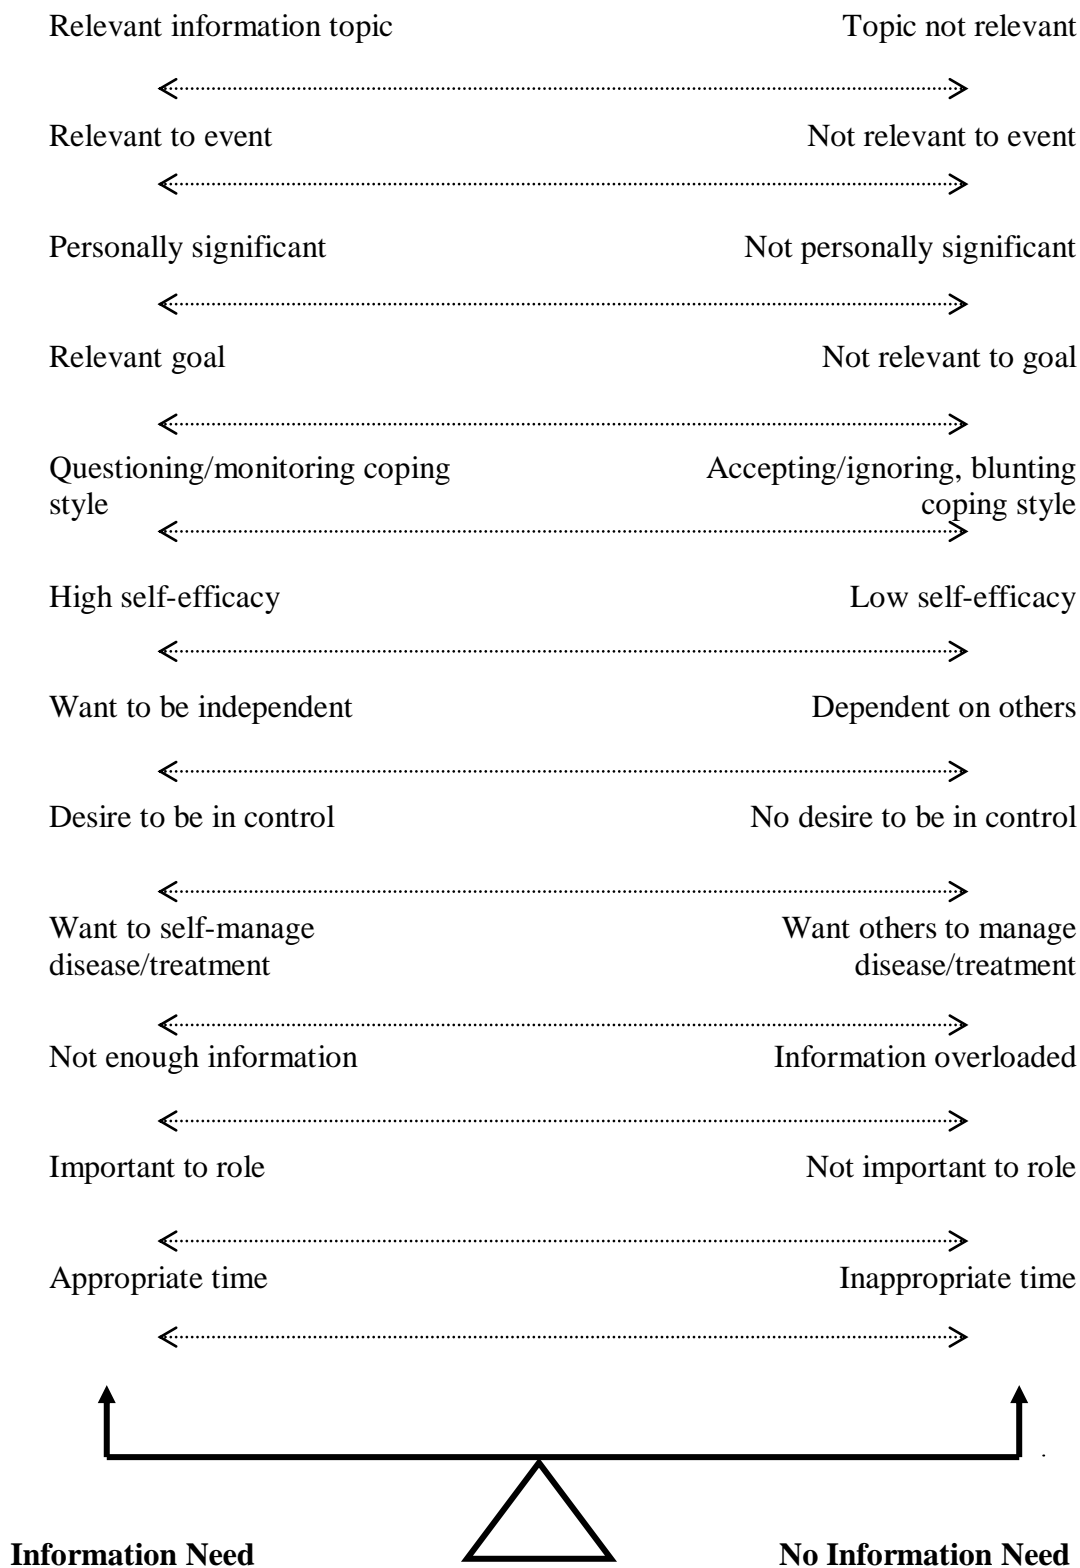 Relevant information topic Topic not relevant
Relevant to event Not relevant to event
Personally significant Not personally significant
Relevant goal Not relevant to goal
Questioning/monitoring coping Accepting/ignoring, blunting
style coping style
High self-efficacy Low self-efficacy
Want to be independent Dependent on others
Desire to be in control No desire to be in control
Want to self-manage Want others to manage
disease/treatment disease/treatment
Not enough information Information overloaded
Important to role Not important to role
Appropriate time Inappropriate time
Information Need No Information Need